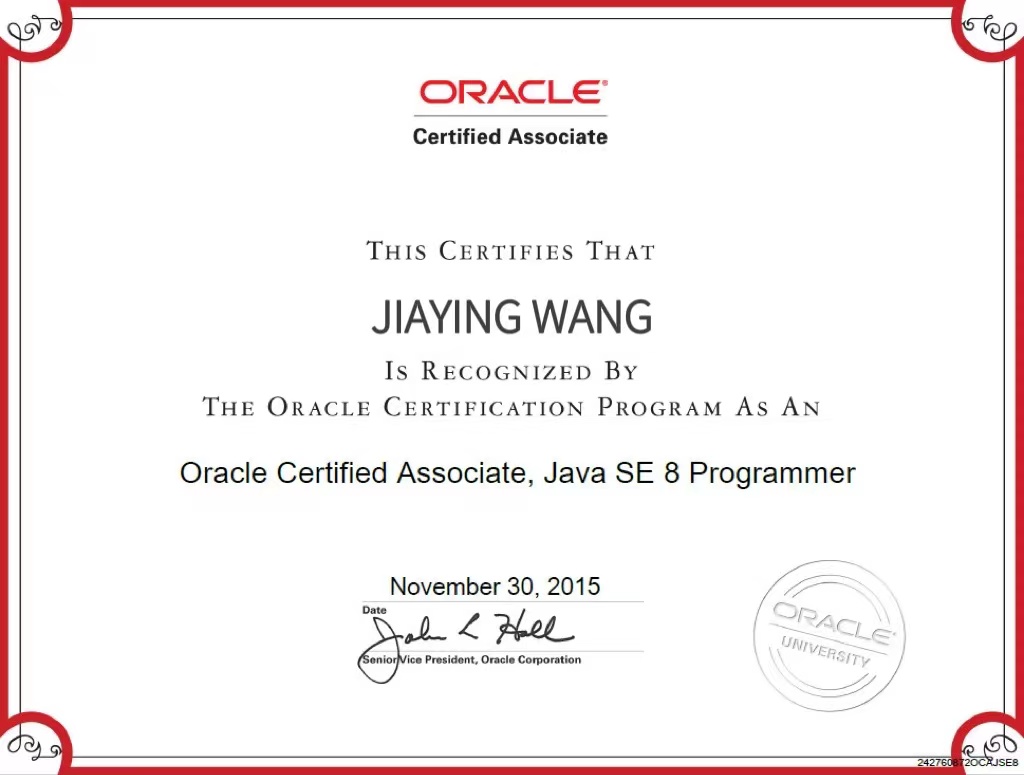 ORACLE®
Certified Associate
THIS CERTIFIES THAT
JIAYING WANG
IS RECOGNIZED BY
THE ORACLE CERTIFICATION PROGRAM AS AN
Oracle Certified Associate, Java SE 8 Programmer
November 30, 2015
Date
John L Hall
Senior Vice President, Oracle Corporation
ORACLE®
UNIVERSITY
242760872OCAJSE8